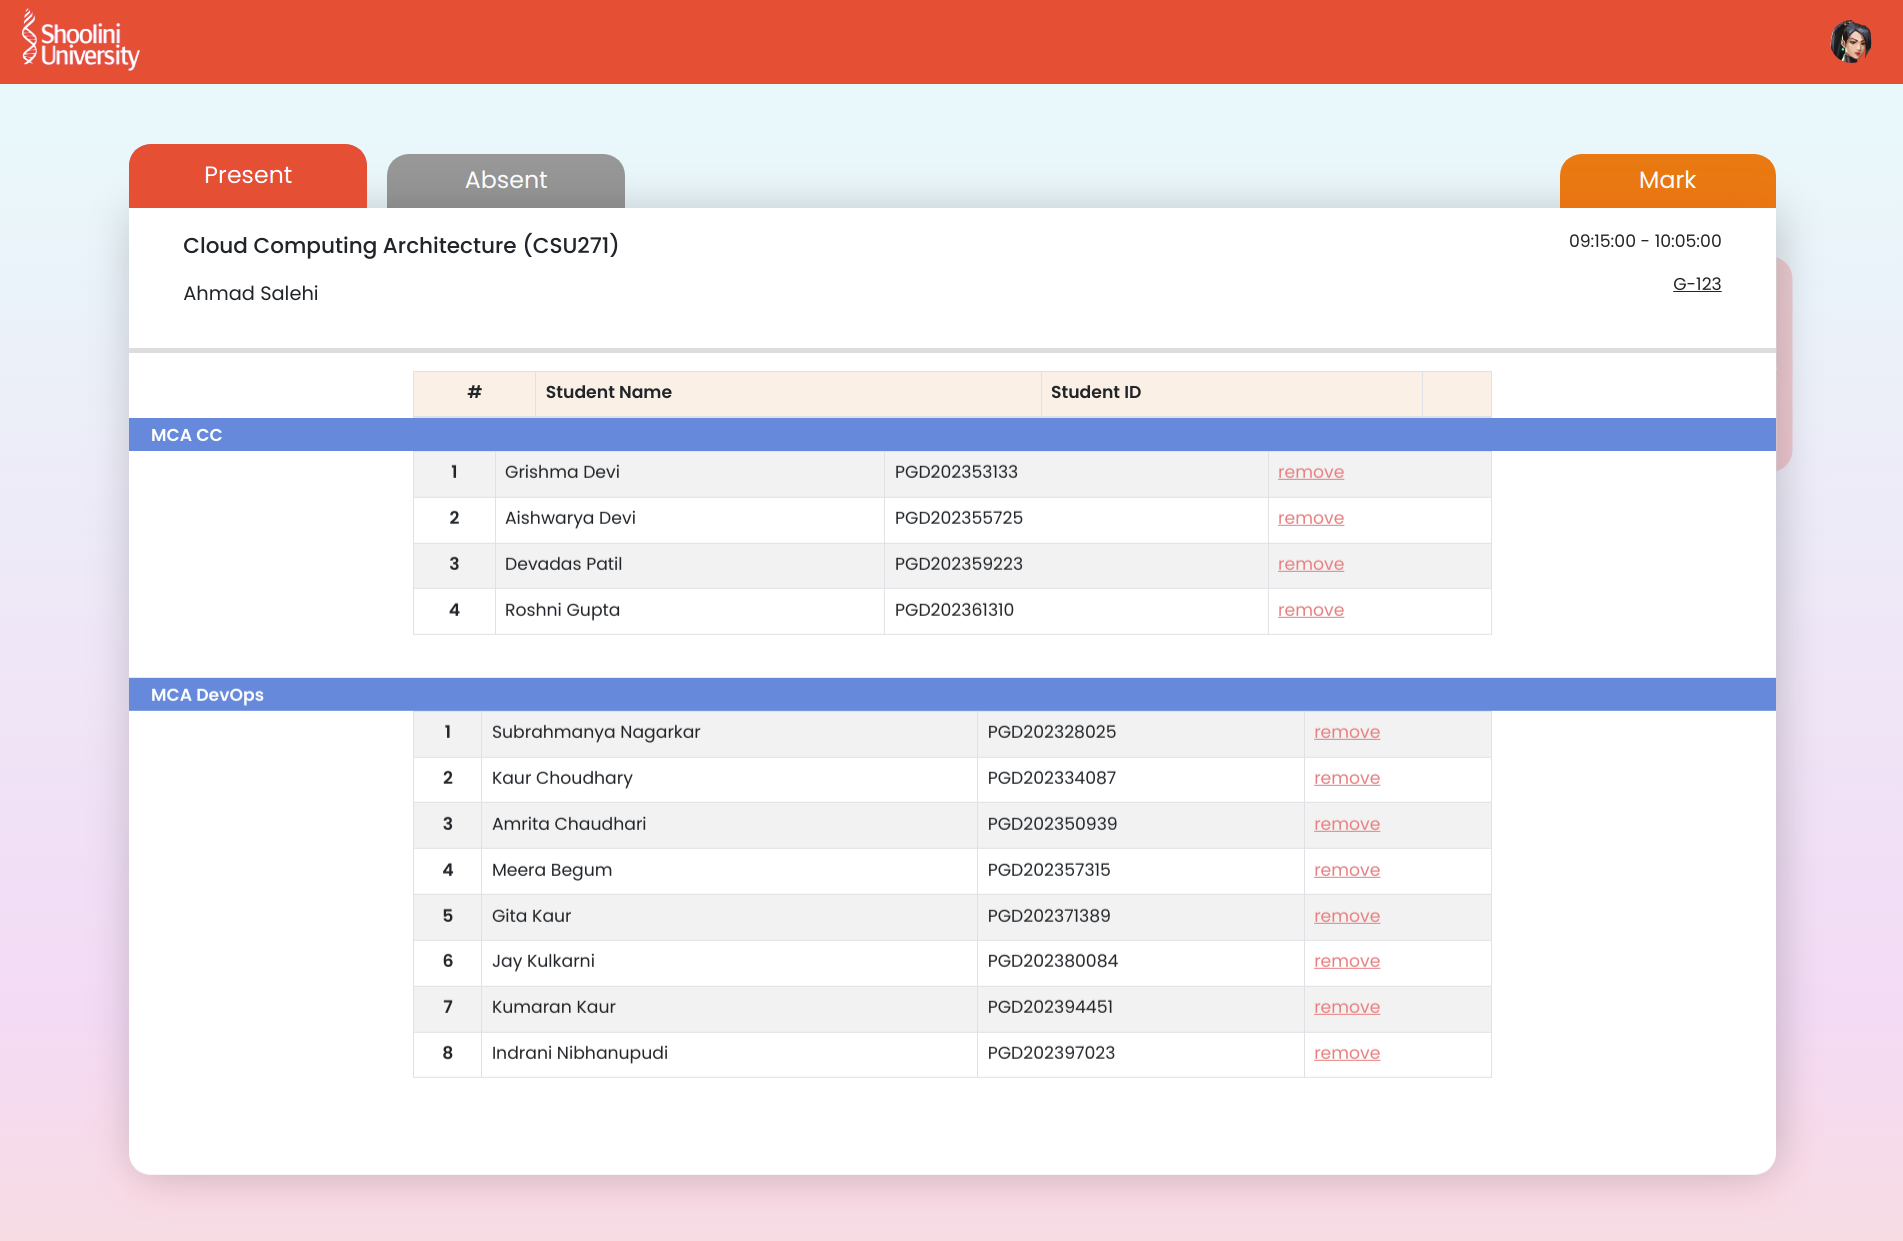 Shoolini
University
Present Absent Mark
Cloud Computing Architecture (CSU271) 09:15:00 - 10:05:00
Ahmad Salehi G-123
# Student Name Student ID
MCA CC
1 Grishma Devi PGD202353133 remove
2 Aishwarya Devi PGD202355725 remove
3 Devadas Patil PGD202359223 remove
4 Roshni Gupta PGD202361310 remove
MCA DevOps
1 Subrahmanya Nagarkar PGD202328025 remove
2 Kaur Choudhary PGD202334087 remove
3 Amrita Chaudhari PGD202350939 remove
4 Meera Begum PGD202357315 remove
5 Gita Kaur PGD202371389 remove
6 Jay Kulkarni PGD202380084 remove
7 Kumaran Kaur PGD202394451 remove
8 Indrani Nibhanupudi PGD202397023 remove